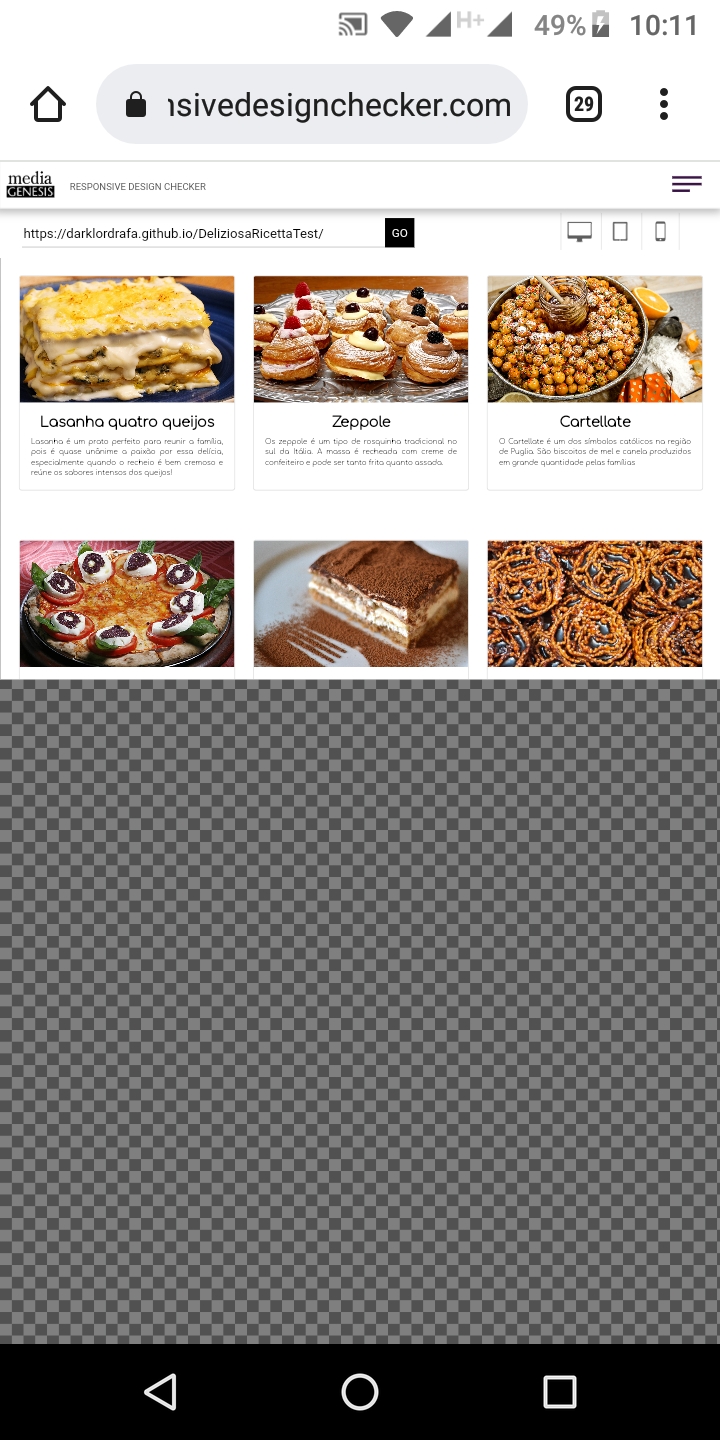 H+ 49% 10:11
nsivedesignchecker.com 29
media
GENESIS
RESPONSIVE DESIGN CHECKER
https://darklordrafa.github.io/DeliziosaRicettaTest/ GO
Lasanha quatro queijos
Lasanha é um prato perfeito para reunir a família,
pois é quase unânime a paixão por essa delícia,
especialmente quando o recheio é bem cremoso e
reúne os sabores intensos dos queijos!
Zeppole
Os zeppole é um tipo de rosquinha tradicional no
sul da Itália. A massa é recheada com creme de
confeiteiro e pode ser tanto frita quanto assada.
Cartellate
O Cartellate é um dos símbolos católicos na região
de Puglia. São biscoitos de mel e canela produzidos
em grande quantidade pelas famílias